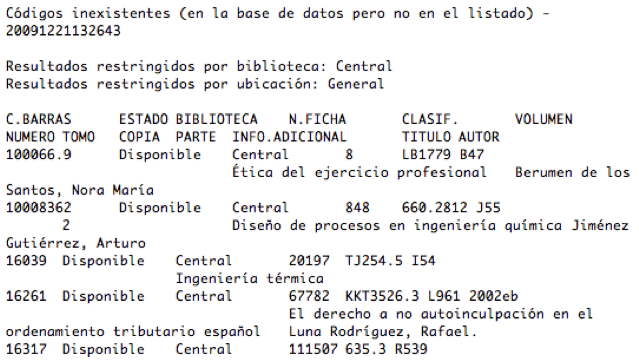 Códigos inexistentes (en la base de datos pero no en el listado) -
20091221132643
Resultados restringidos por biblioteca: Central
Resultados restringidos por ubicación: General
C.BARRAS ESTADO BIBLIOTECA N.FICHA CLASIF. VOLUMEN
NUMERO TOMO COPIA PARTE INFO.ADICIONAL TITULO AUTOR
100066.9 Disponible Central 8 LB1779 B47
Ética del ejercicio profesional Berumen de los
Santos, Nora María
10008362 Disponible Central 848 660.2812 J55
2 Diseño de procesos en ingeniería química Jiménez
Gutiérrez, Arturo
16039 Disponible Central 20197 TJ254.5 I54
Ingeniería térmica
16261 Disponible Central 67782 KKT3526.3 L961 2002eb
El derecho a no autoinculpación en el
ordenamiento tributario español Luna Rodríguez, Rafael.
16317 Disponible Central 111507 635.3 R539